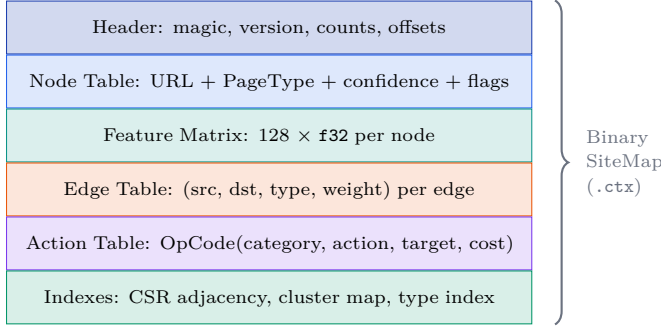 Header: magic, version, counts, offsets
Node Table: URL + PageType + confidence + flags
Feature Matrix: 128 × f32 per node
Edge Table: (src, dst, type, weight) per edge
Action Table: OpCode(category, action, target, cost)
Indexes: CSR adjacency, cluster map, type index
Binary
SiteMap
(.ctx)